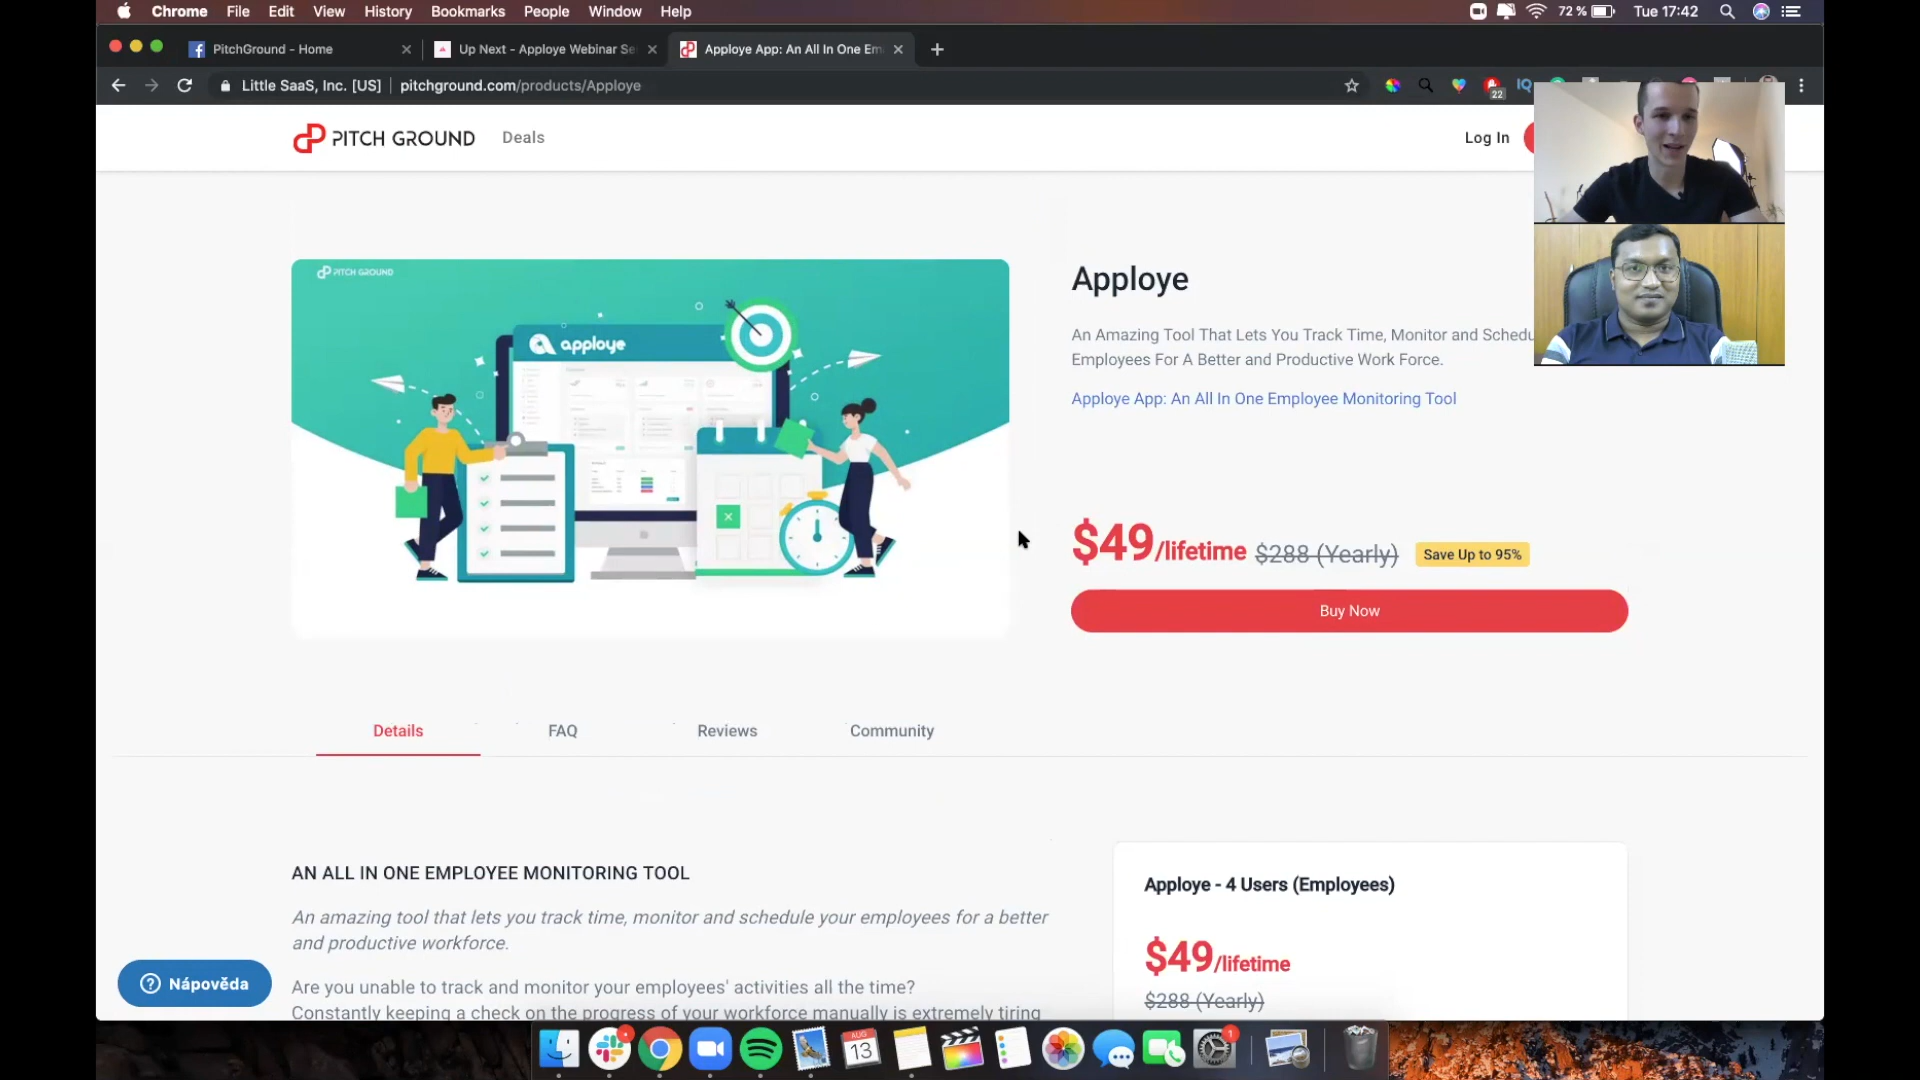 Chrome File Edit View History Bookmarks People Window Help
72 % Tue 17:42
PitchGround - Home
Up Next - Apploye Webinar Se
Apploye App: An All In One Em
Little SaaS, Inc. [US] pitchground.com/products/Apploye
22
PITCH GROUND Deals
Log In
PITCH GROUND
apploye
Apploye
An Amazing Tool That Lets You Track Time, Monitor and Schedu
Employees For A Better and Productive Work Force.
Apploye App: An All In One Employee Monitoring Tool
$49/lifetime $288 (Yearly) Save Up to 95%
Buy Now
Details FAQ Reviews Community
AN ALL IN ONE EMPLOYEE MONITORING TOOL
An amazing tool that lets you track time, monitor and schedule your employees for a better
and productive workforce.
Are you unable to track and monitor your employees' activities all the time?
Constantly keeping a check on the progress of your workforce manually is extremely tiring
Apploye - 4 Users (Employees)
$49/lifetime
$288 (Yearly)
Nápověda
AUG
13
1